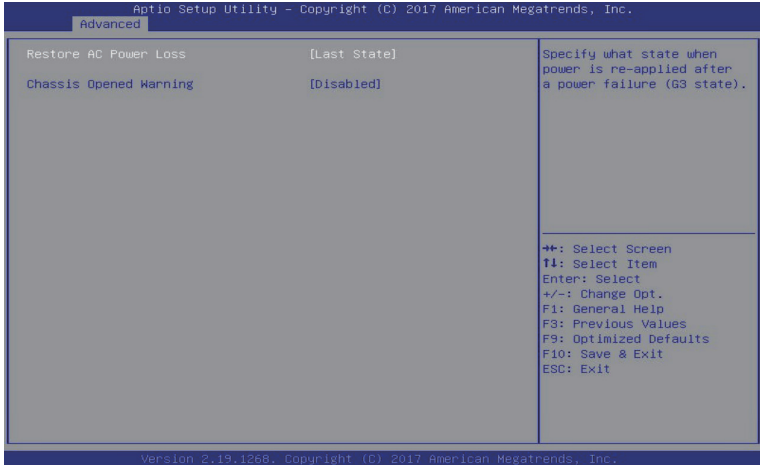 Aptio Setup Utility – Copyright (C) 2017 American Megatrends, Inc.
Advanced
Restore AC Power Loss [Last State]
Chassis Opened Warning [Disabled]
Specify what state when
power is re-applied after
a power failure (G3 state).
→←: Select Screen
↑↓: Select Item
Enter: Select
+/-: Change Opt.
F1: General Help
F3: Previous Values
F9: Optimized Defaults
F10: Save & Exit
ESC: Exit
Version 2.19.1268. Copyright (C) 2017 American Megatrends, Inc.